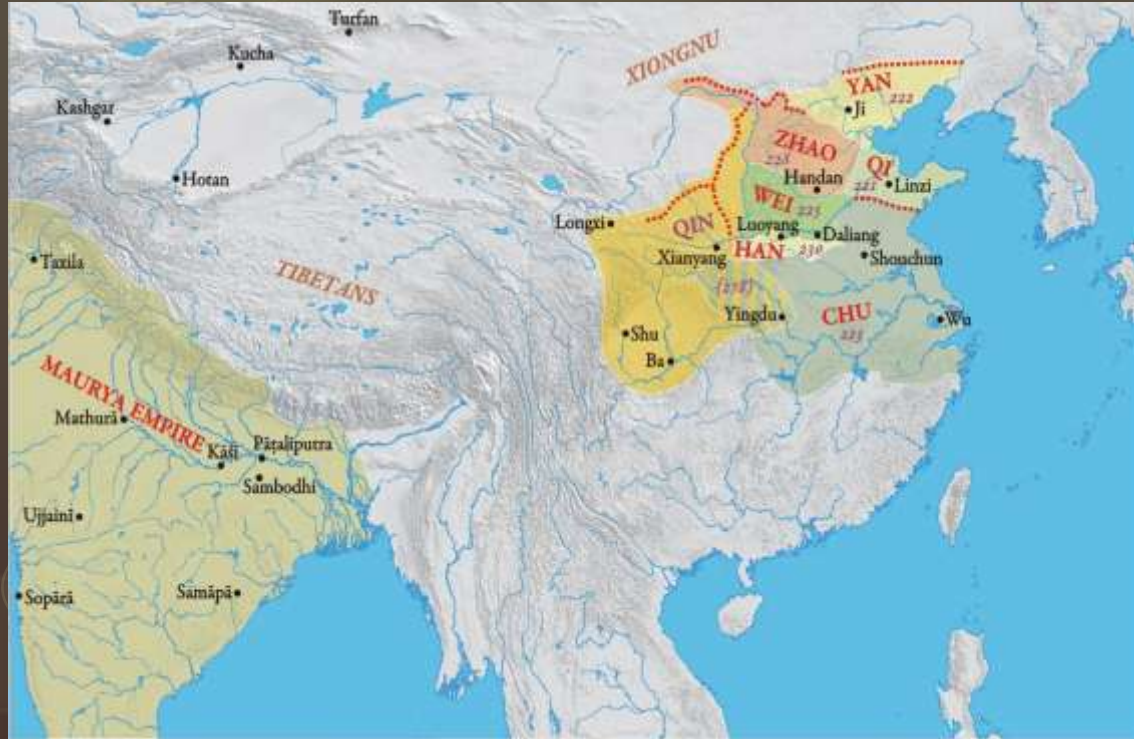 Turfan
Kucha
Kashgar
Hotan
XIONGNU
YAN
222
Ji
ZHAO
228
Handan
QI
221
Linzi
WEI
225
Longxi
QIN
Luoyang
Daliang
Xianyang
HAN
230
Shouchun
Taxila
TIBETANS
(278)
Yingdu
CHU
223
Wu
Shu
Ba
MAURYA EMPIRE
Mathurā
Kāśī
Pāṭaliputra
Sambodhi
Ujjainī
Sopārā
Samāpā